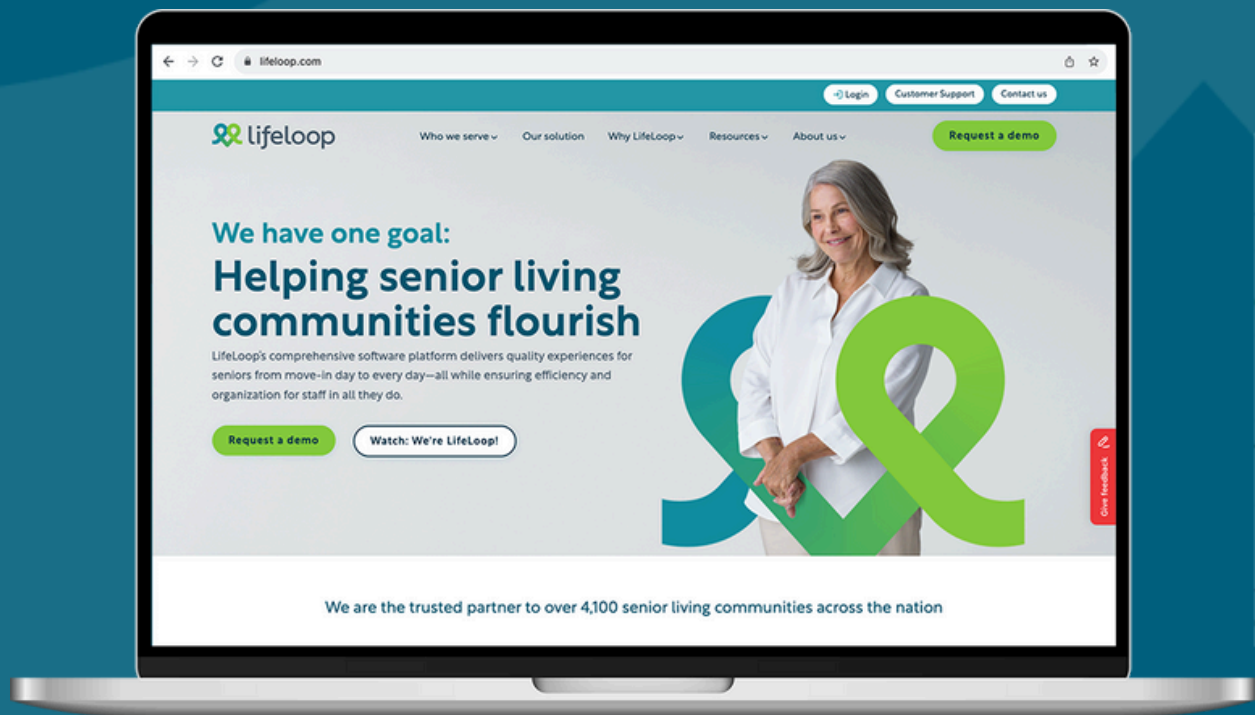 lifeloop.com
Login
Customer Support
Contact us
lifeloop
Who we serve
Our solution
Why LifeLoop
Resources
About us
Request a demo
We have one goal:
Helping senior living
communities flourish
LifeLoop's comprehensive software platform delivers quality experiences for
seniors from move-in day to every day—all while ensuring efficiency and
organization for staff in all they do.
Request a demo
Watch: We're LifeLoop!
Give feedback
We are the trusted partner to over 4,100 senior living communities across the nation